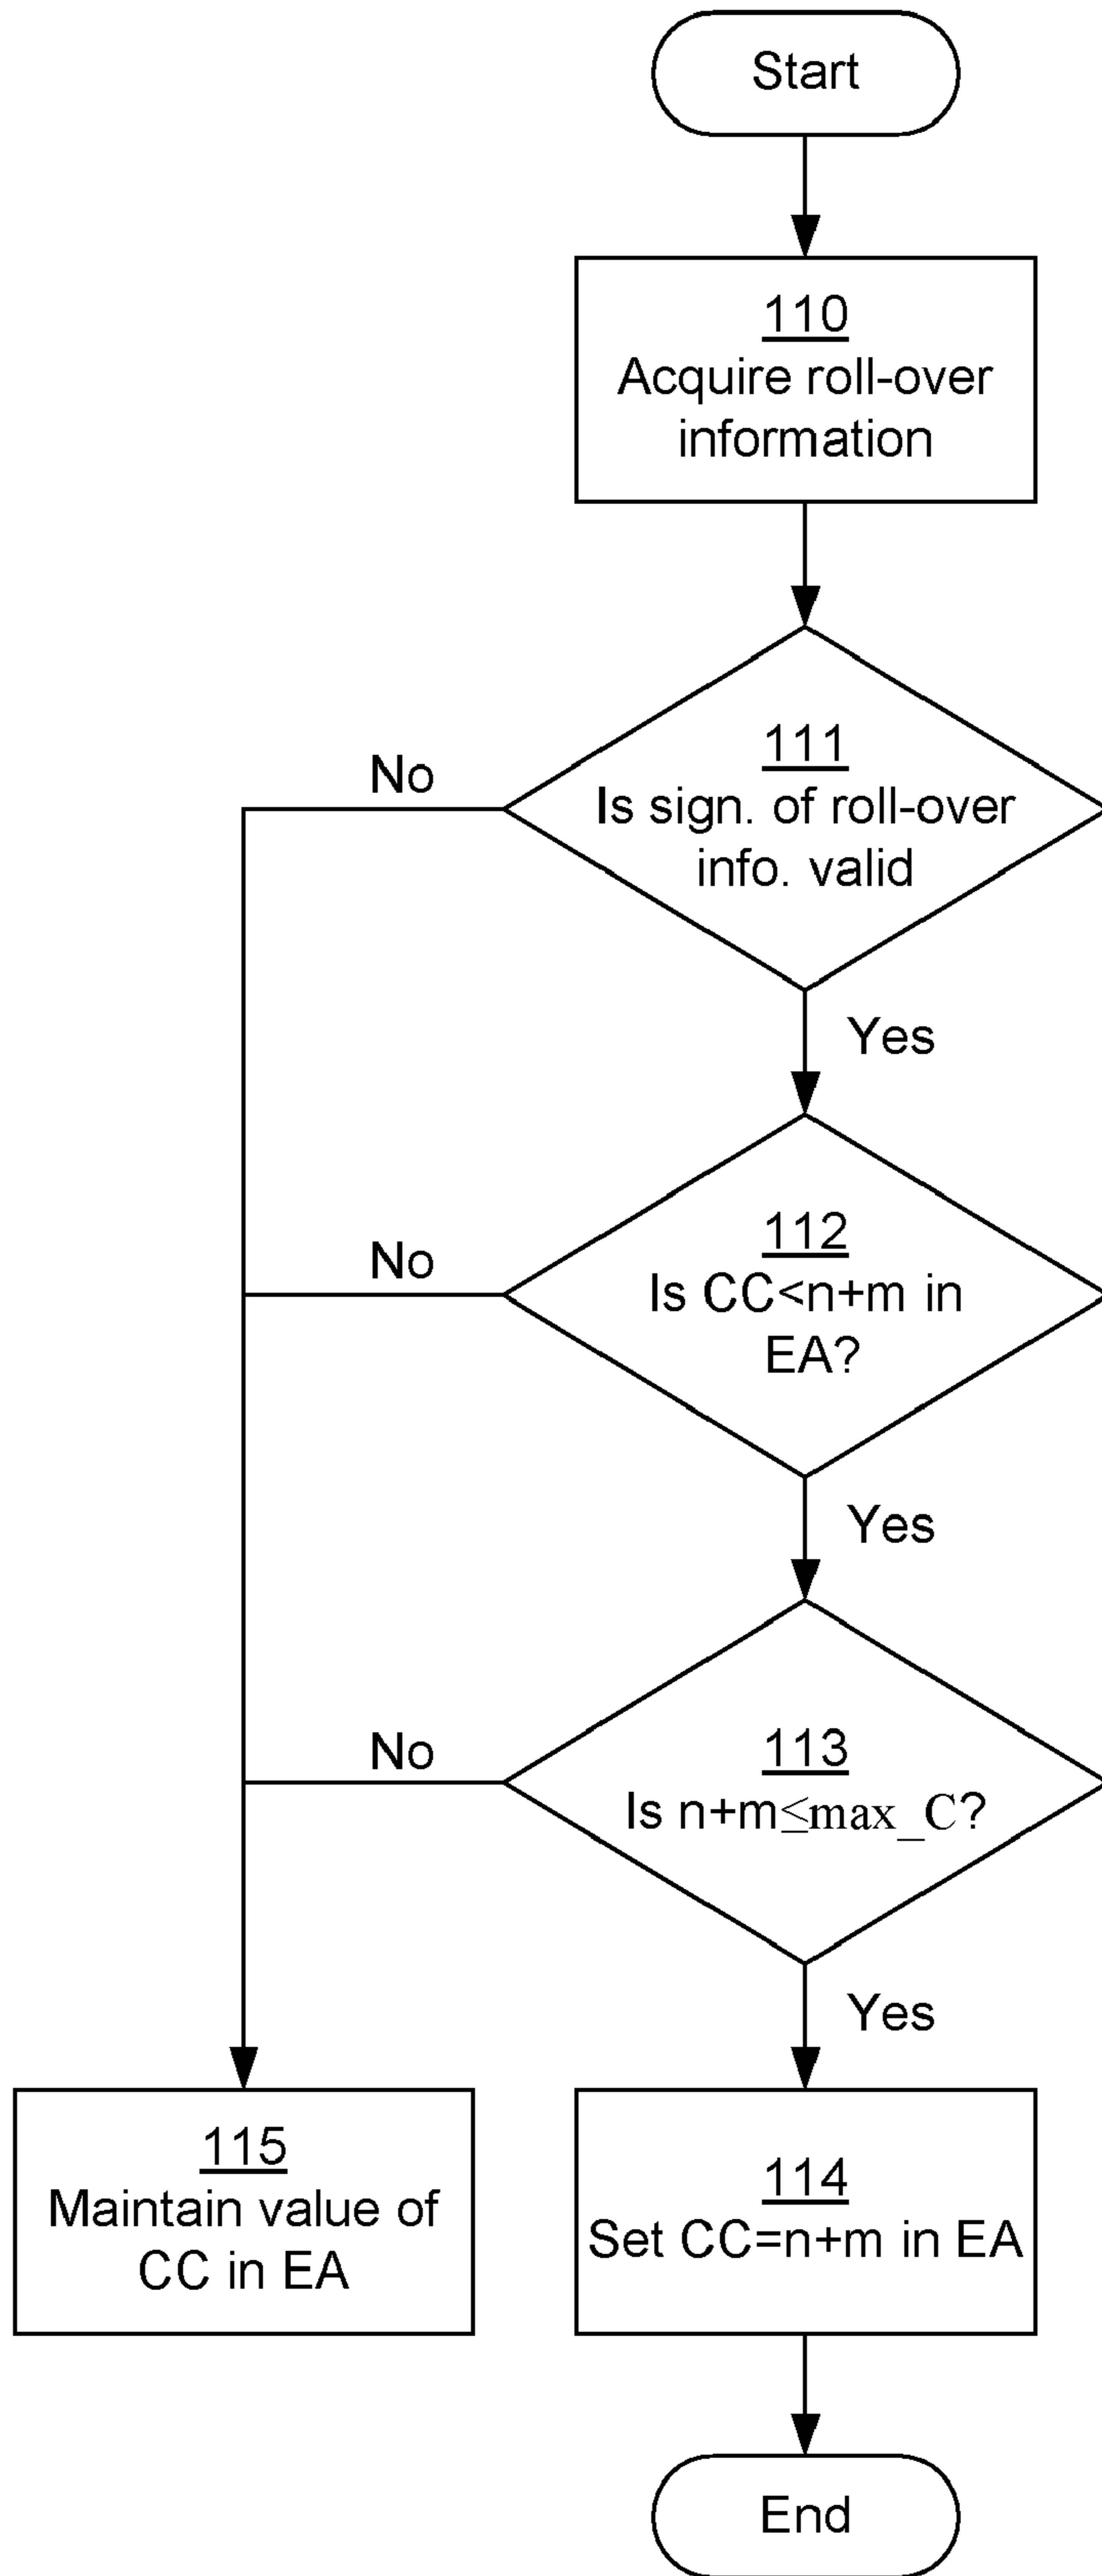 Start
110
Acquire roll-over
information
111
Is sign. of roll-over
info. valid
No
Yes
112
Is CC<n+m in
EA?
No
Yes
113
Is n+m≤max_C?
No
Yes
115
Maintain value of
CC in EA
114
Set CC=n+m in EA
End